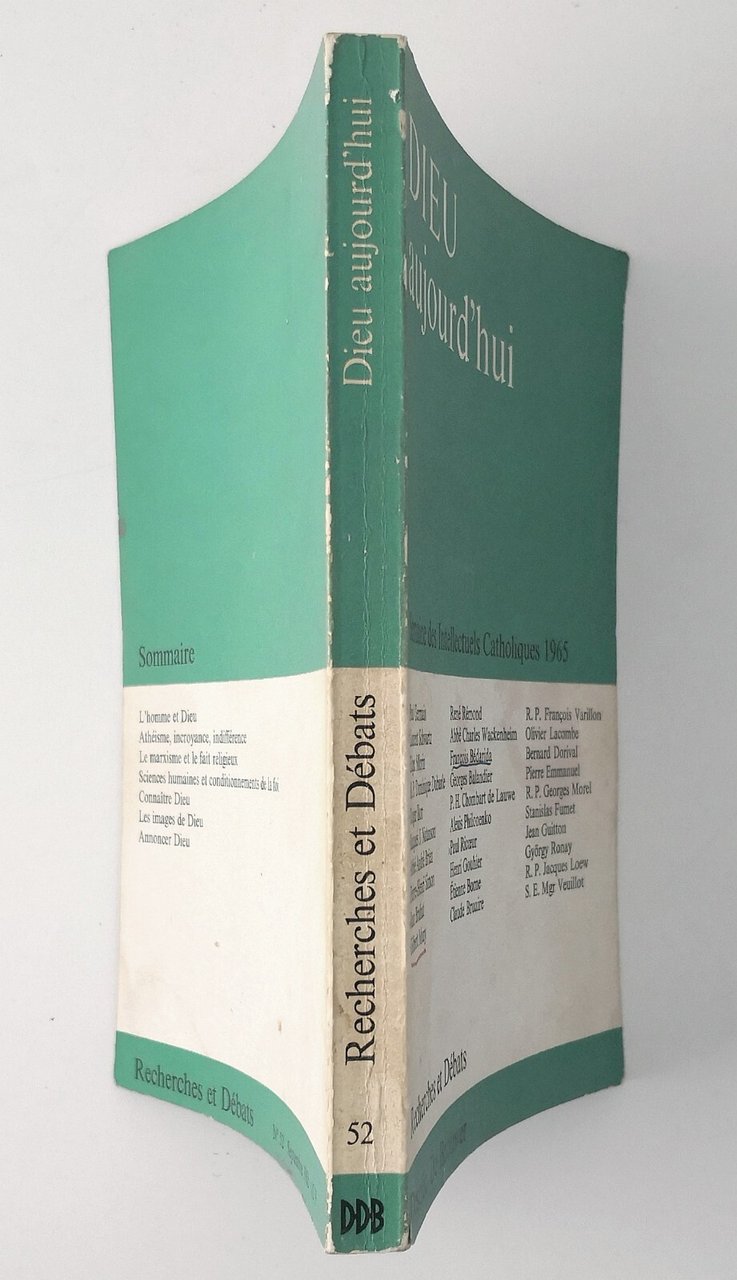 Sommaire
L'homme et Dieu
Athéisme, incroyance, indifférence
Le marxisme et le fait religieux
Sciences humaines et conditionnements de la foi
Connaître Dieu
Les images de Dieu
Annoncer Dieu
Recherches et Débats
Dieu aujourd'hui
Recherches et Débats
52
DDB
DIEU
aujourd'hui
des Intellectuels Catholiques 1965
René Rémond
Abbé Charles Wackenheim
François Bédarida
Georges Balandier
P. H. Chombart de Lauwe
Alexis Philonenko
Paul Ricœur
Henri Gouhier
Étienne Borne
Claude Bruaire
R. P. François Varillon
Olivier Lacombe
Bernard Dorival
Pierre Emmanuel
R. P. Georges Morel
Stanislas Fumet
Jean Guitton
György Ronay
R. P. Jacques Loew
S. E. Mgr Veuillot
Recherches et Débats